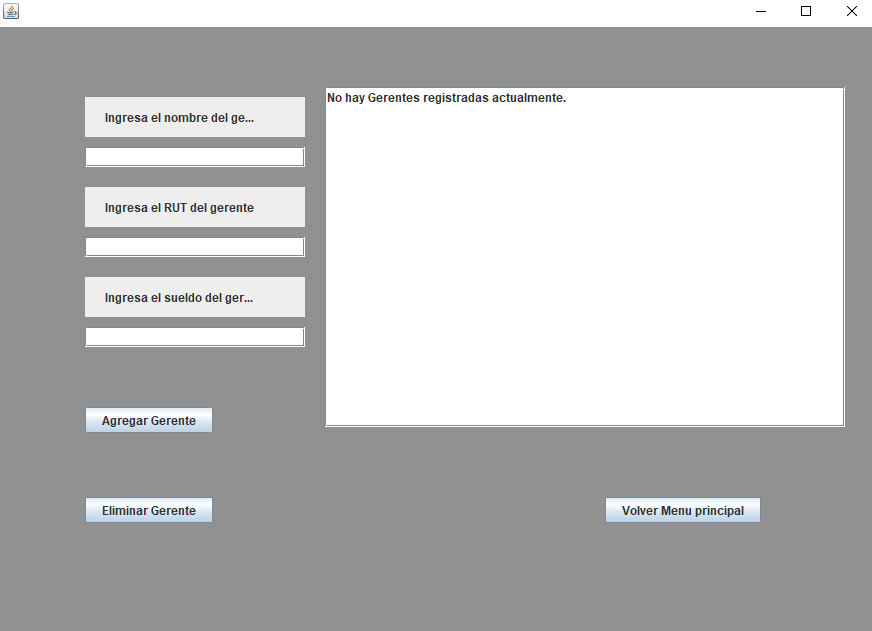 Ingresa el nombre del ge...
Ingresa el RUT del gerente
Ingresa el sueldo del ger...
Agregar Gerente
Eliminar Gerente
No hay Gerentes registradas actualmente.
Volver Menu principal